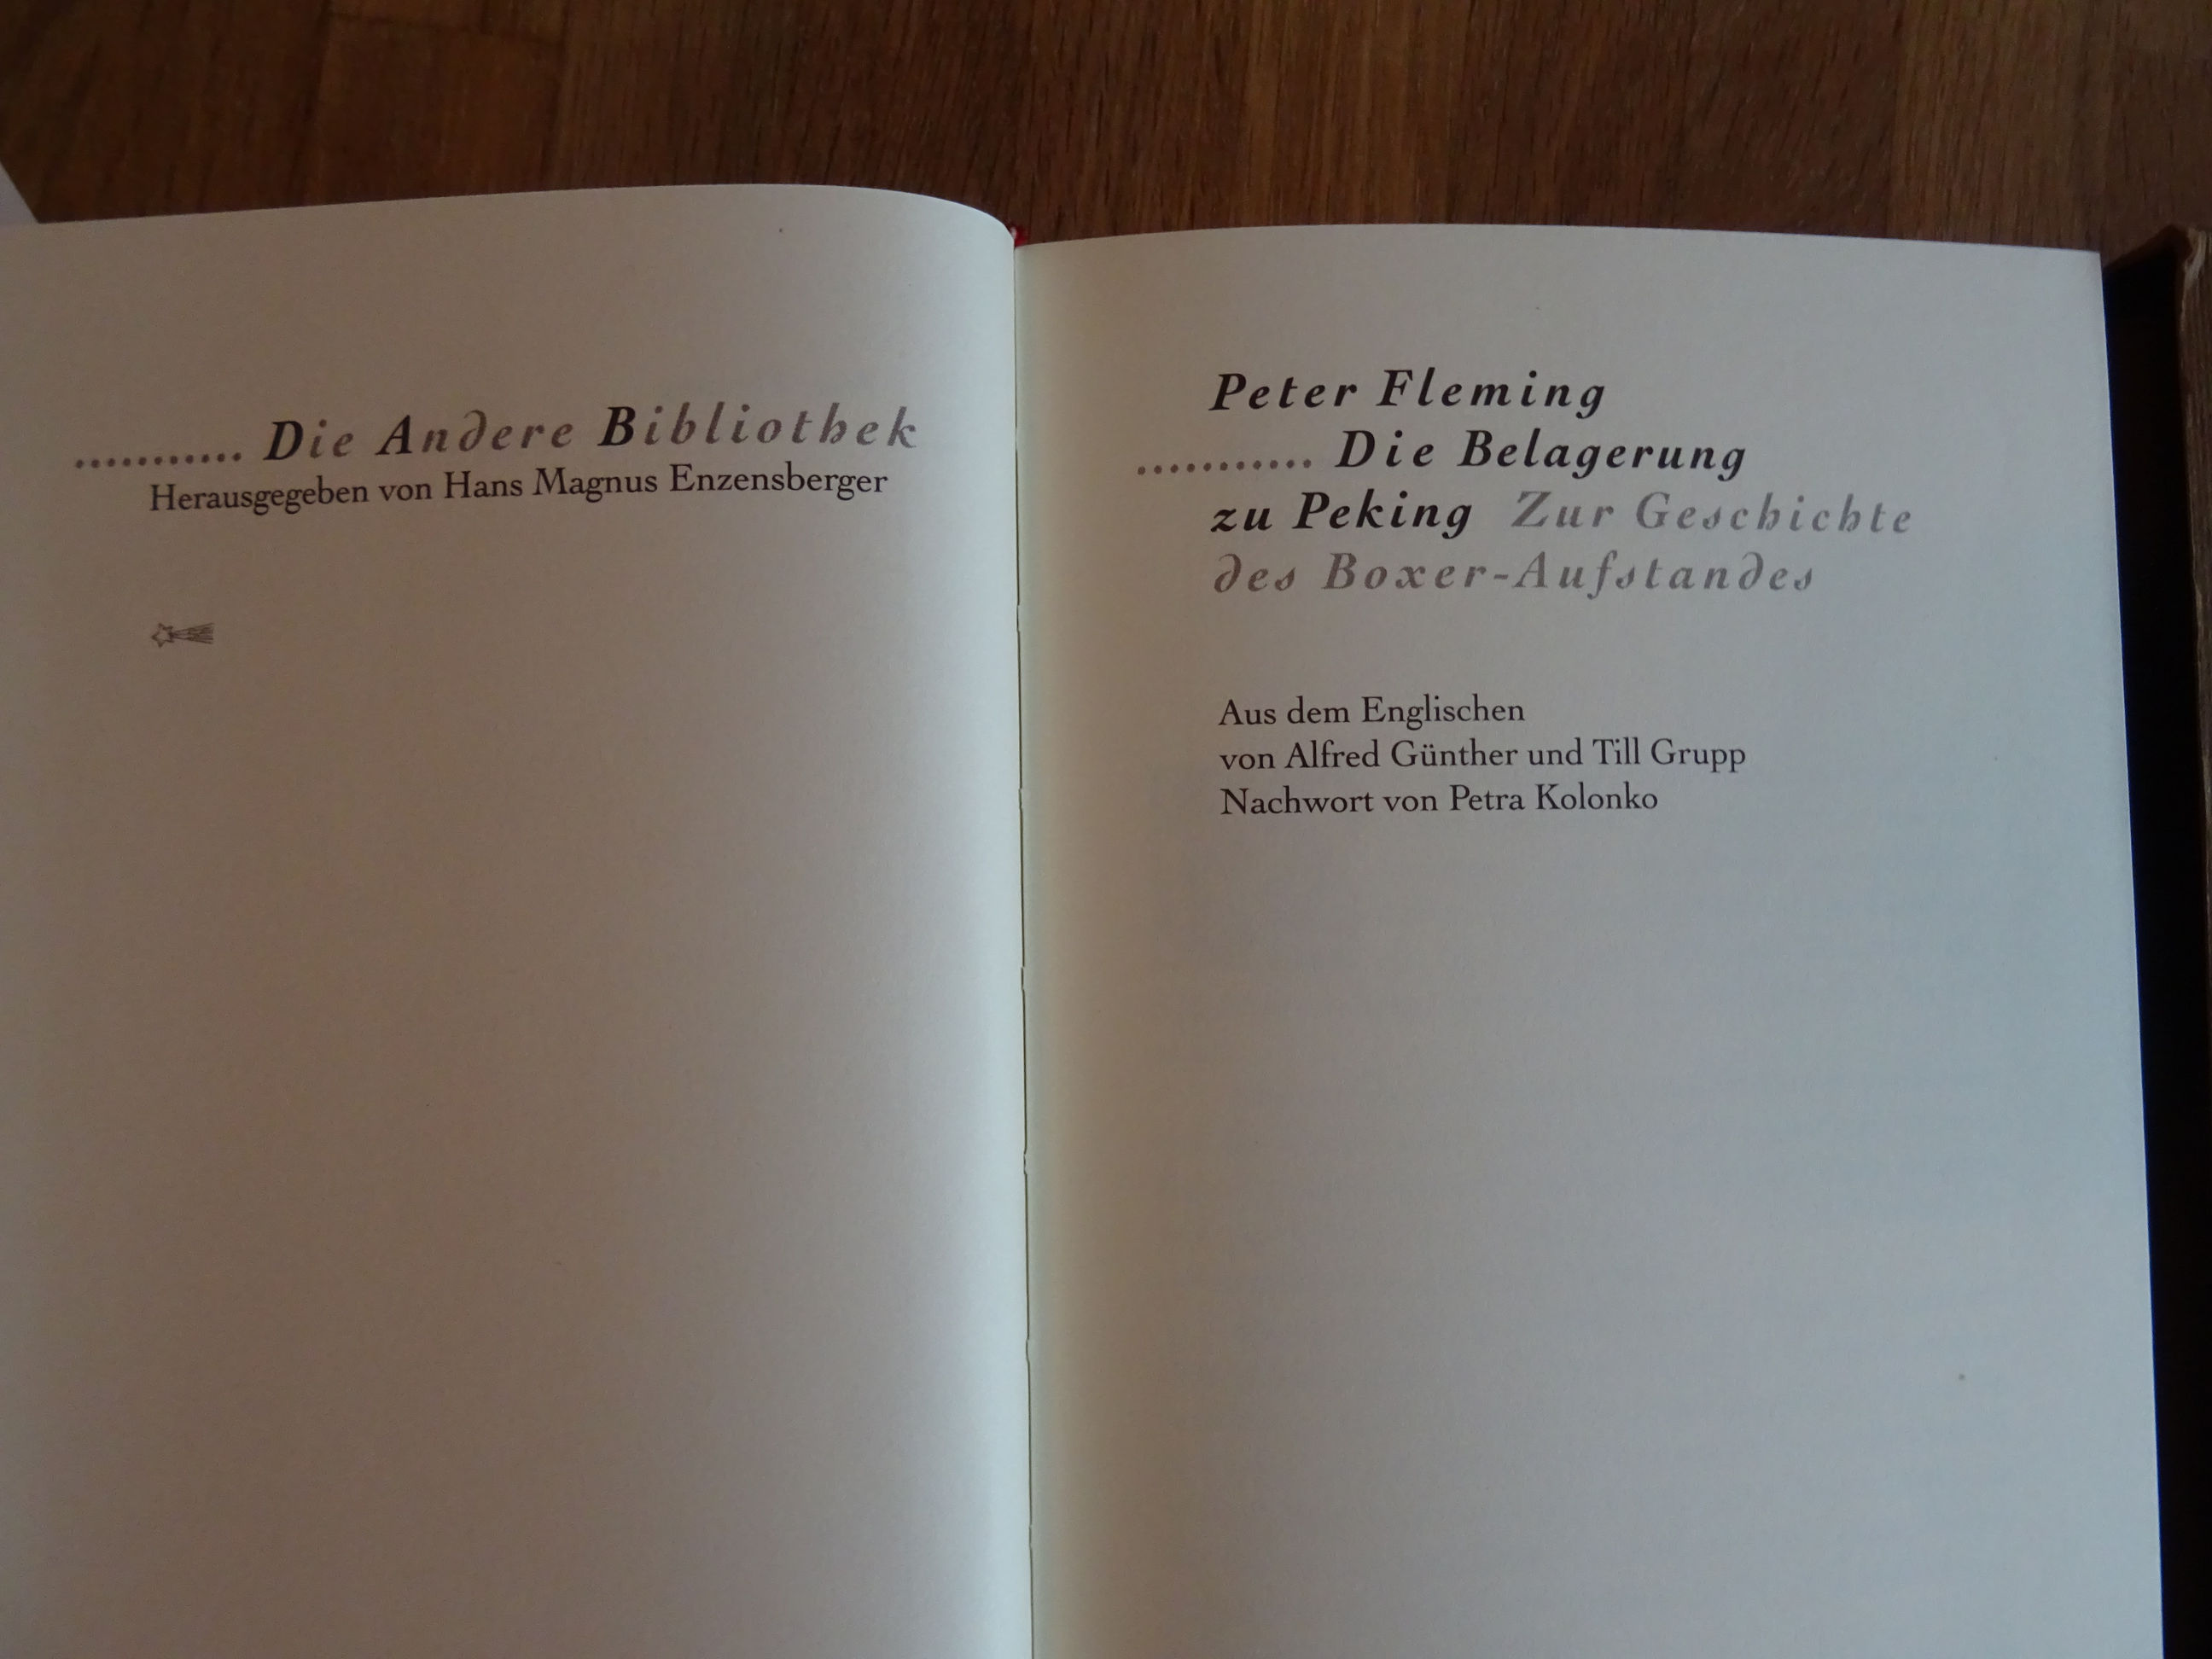 ........... Die Andere Bibliothek
Herausgegeben von Hans Magnus Enzensberger
Peter Fleming
........... Die Belagerung
zu Peking Zur Geschichte
des Boxer-Aufstandes
Aus dem Englischen
von Alfred Günther und Till Grupp
Nachwort von Petra Kolonko